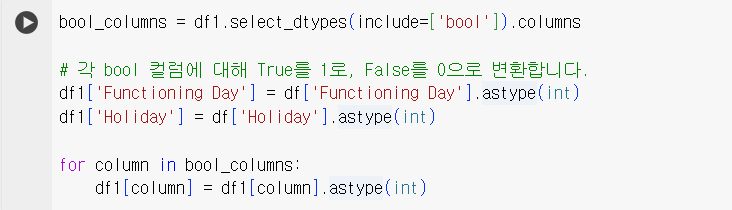 bool_columns = df1.select_dtypes(include=['bool']).columns
# 각 bool 컬럼에 대해 True를 1로, False를 0으로 변환합니다.
df1['Functioning Day'] = df['Functioning Day'].astype(int)
df1['Holiday'] = df['Holiday'].astype(int)
for column in bool_columns:
    df1[column] = df1[column].astype(int)